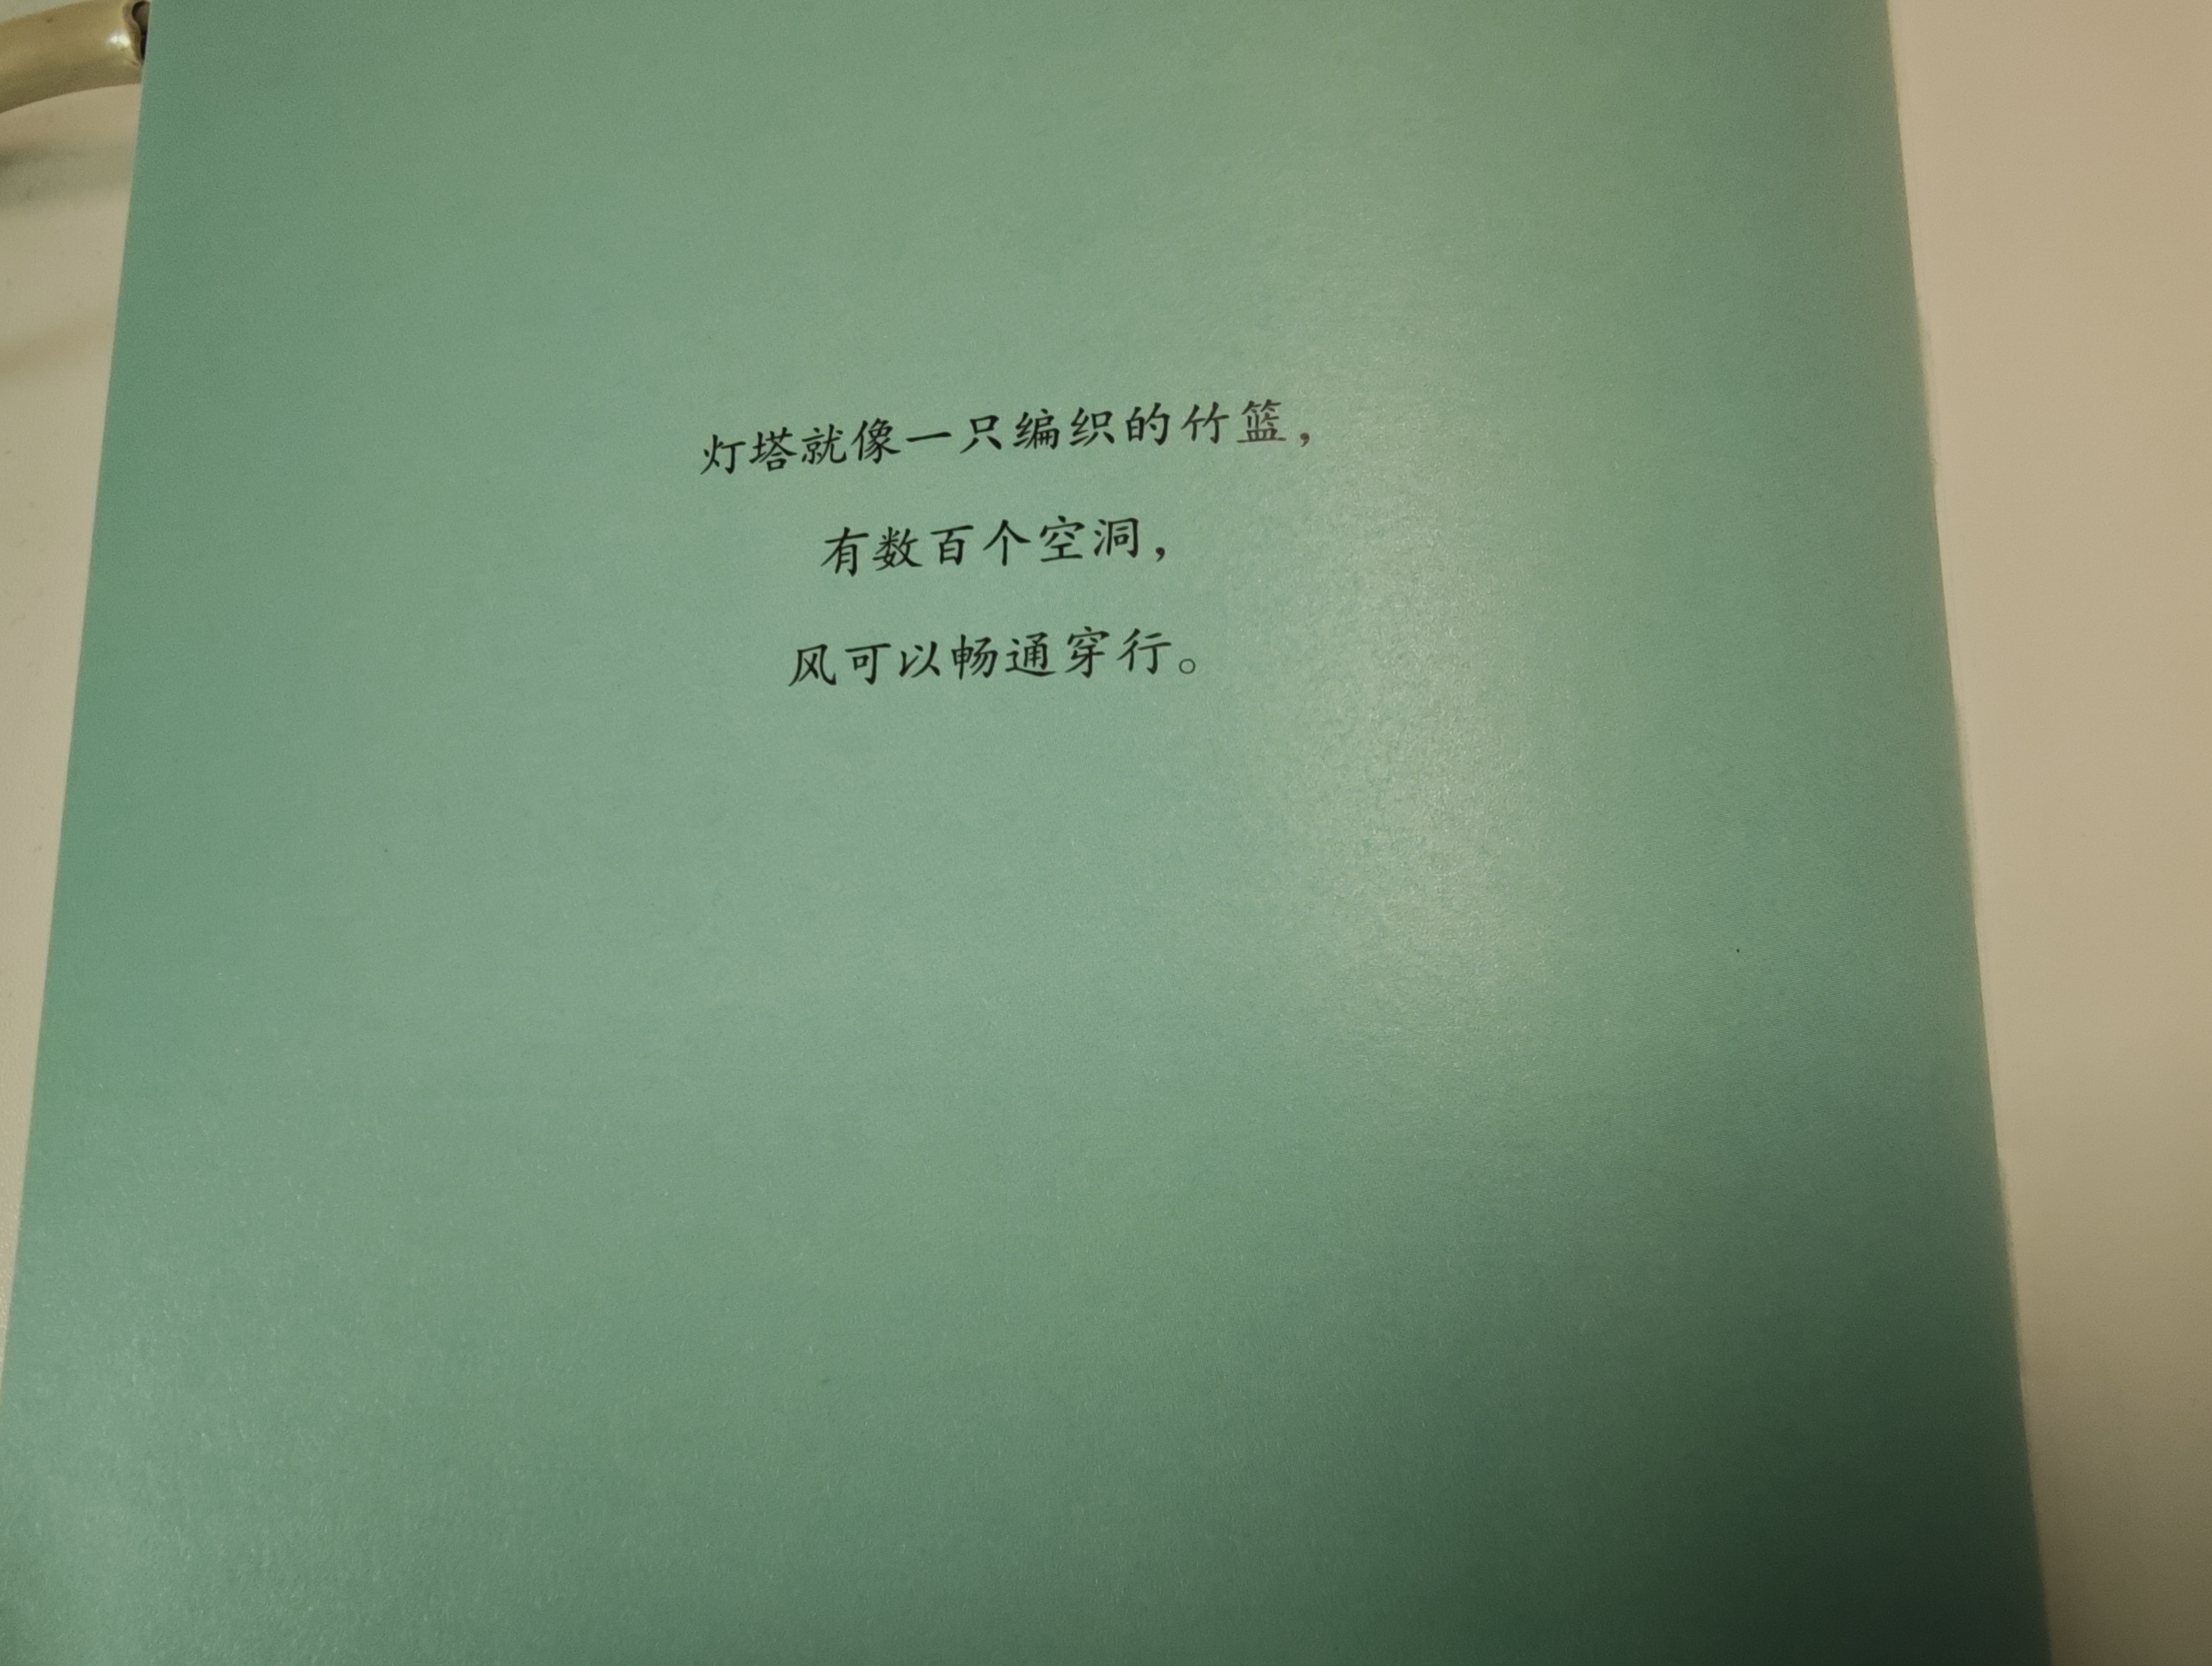 灯塔就像一只编织的竹篮，
有数百个空洞，
风可以畅通穿行。